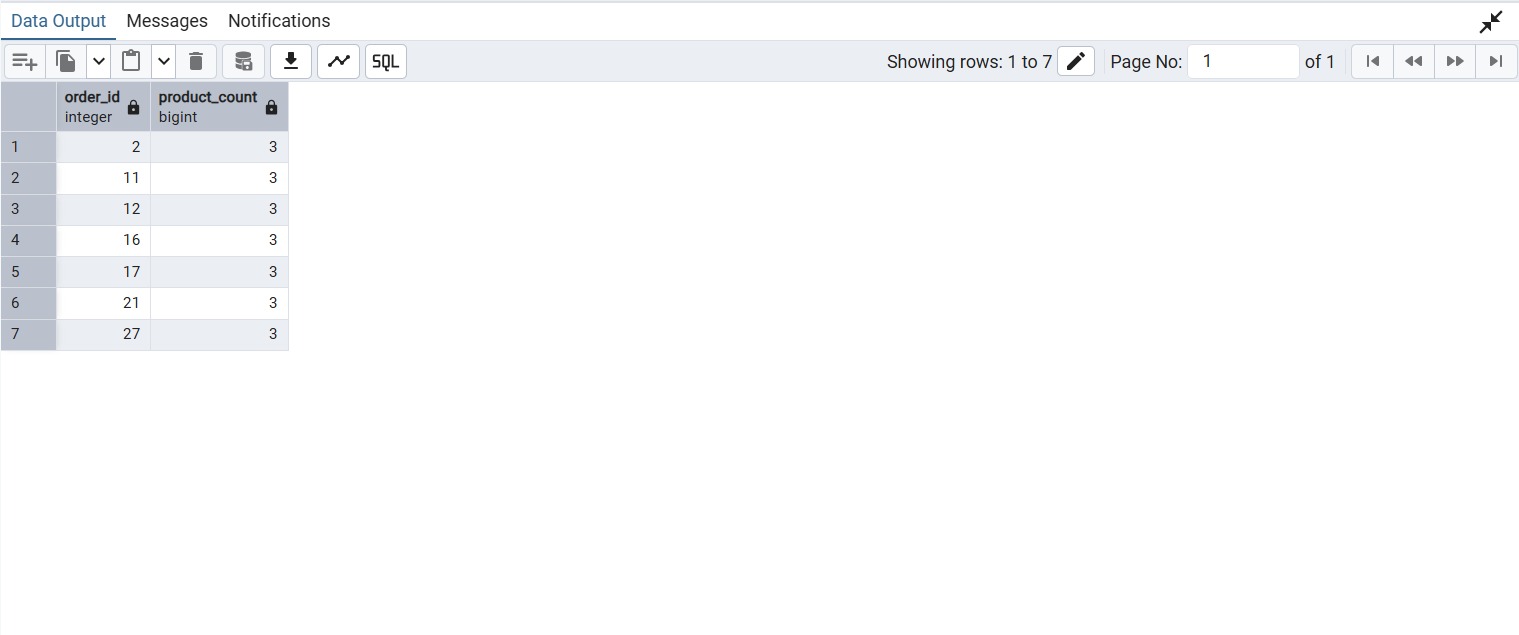 Data Output Messages Notifications
SQL Showing rows: 1 to 7 Page No: 1 of 1
order_id product_count
integer bigint
1 2 3
2 11 3
3 12 3
4 16 3
5 17 3
6 21 3
7 27 3